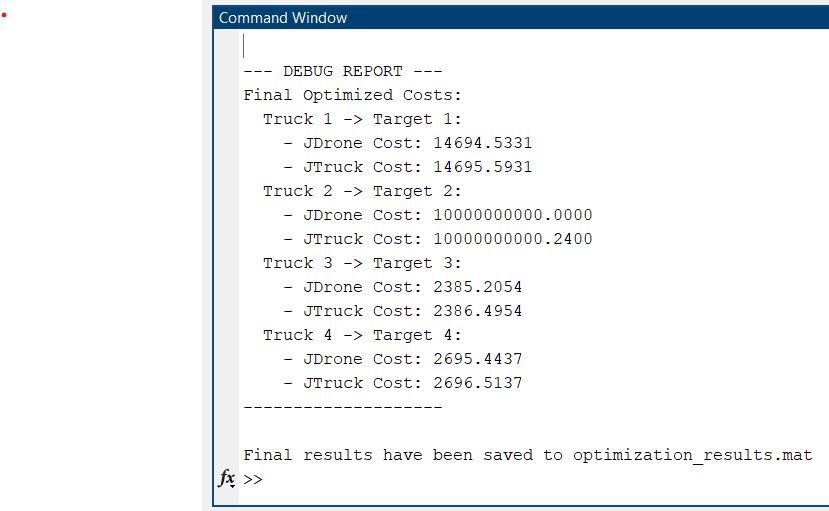 Command Window
--- DEBUG REPORT ---
Final Optimized Costs:
Truck 1 -> Target 1:
- JDrone Cost: 14694.5331
- JTruck Cost: 14695.5931
Truck 2 -> Target 2:
- JDrone Cost: 10000000000.0000
- JTruck Cost: 10000000000.2400
Truck 3 -> Target 3:
- JDrone Cost: 2385.2054
- JTruck Cost: 2386.4954
Truck 4 -> Target 4:
- JDrone Cost: 2695.4437
- JTruck Cost: 2696.5137
--------------------
Final results have been saved to optimization_results.mat
fx >>